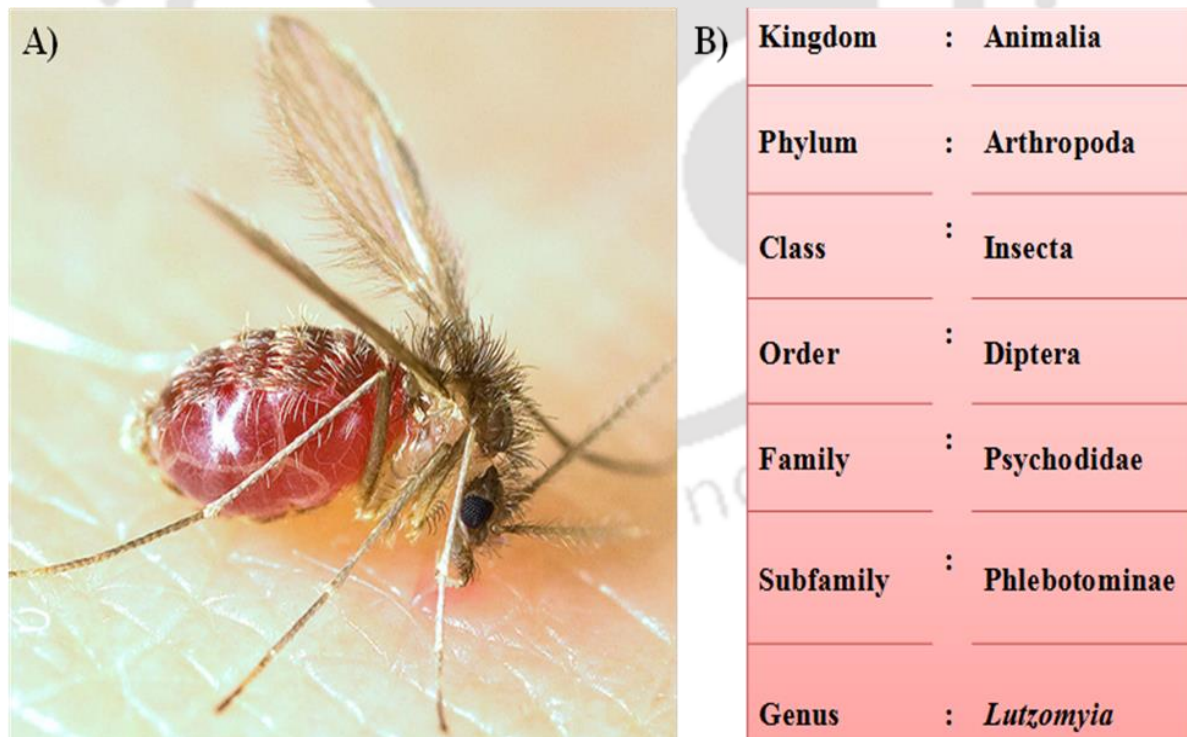 A)
B)
Kingdom : Animalia
Phylum : Arthropoda
Class : Insecta
Order : Diptera
Family : Psychodidae
Subfamily : Phlebotominae
Genus : Lutzomyia